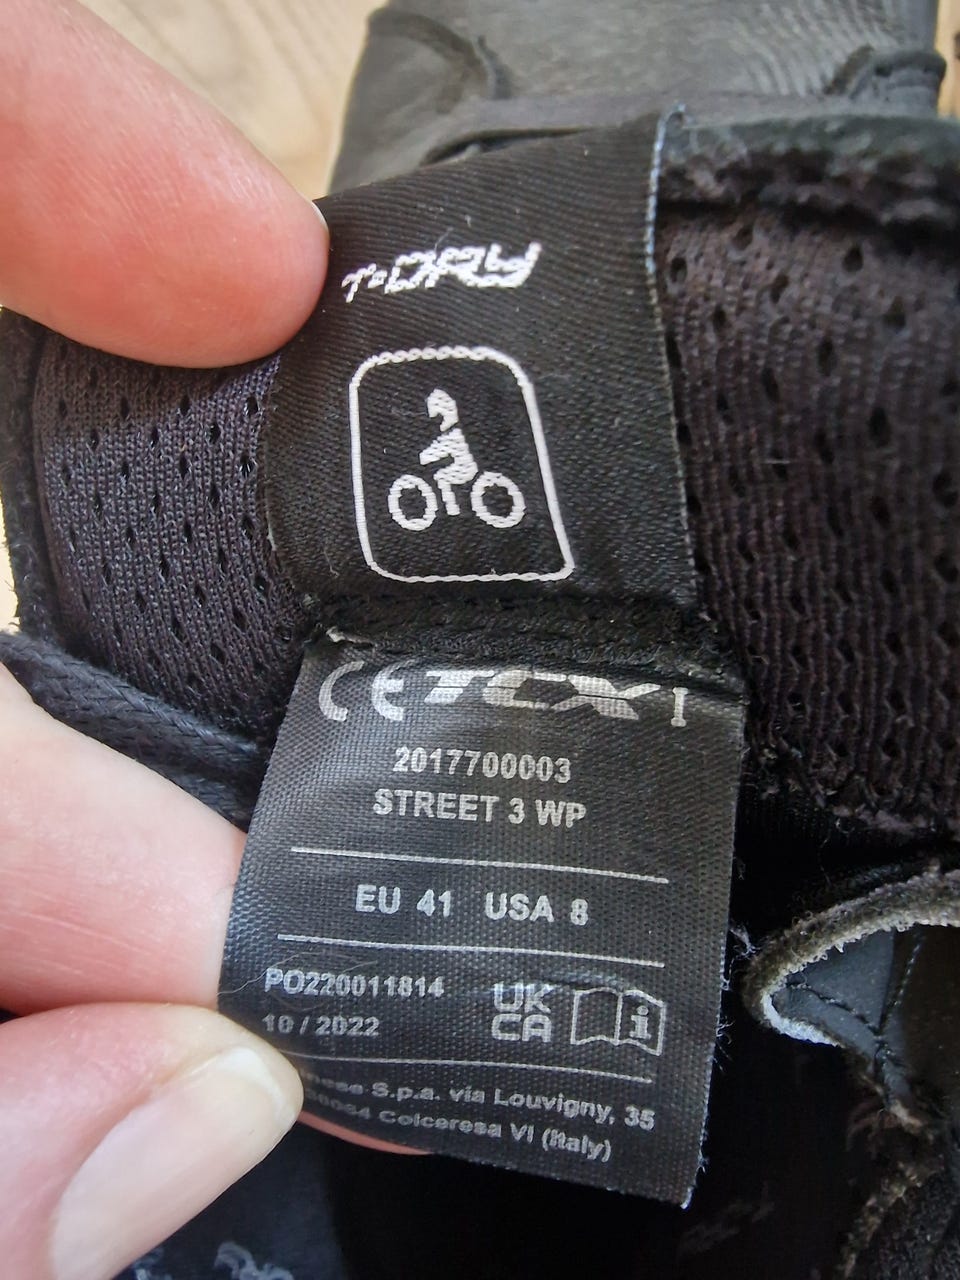 T-DRY
CE TCX I
2017700003
STREET 3 WP
EU 41 USA 8
PO220011814
10 / 2022
UK
CA
S.p.a. via Louvigny, 35
Colceresa VI (Italy)